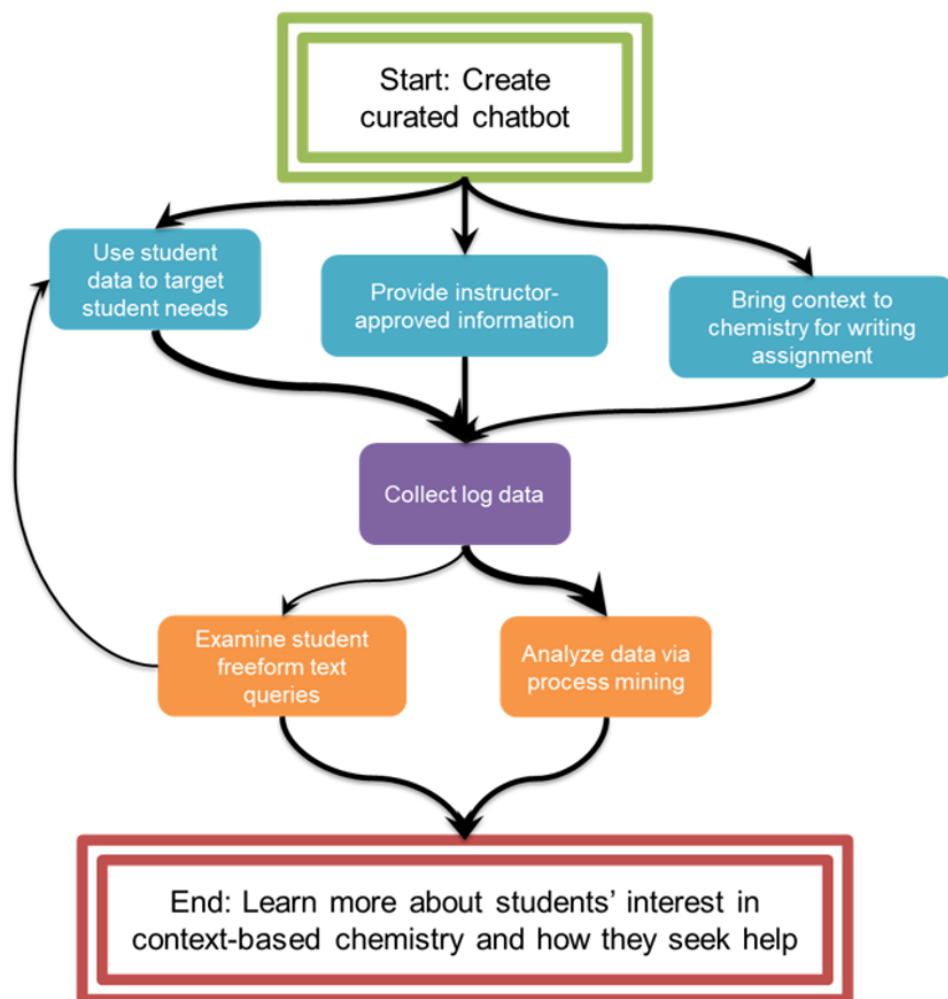 Start: Create
curated chatbot
Use student
data to target
student needs
Provide instructor-
approved information
Bring context to
chemistry for writing
assignment
Collect log data
Examine student
freeform text
queries
Analyze data via
process mining
End: Learn more about students’ interest in
context-based chemistry and how they seek help